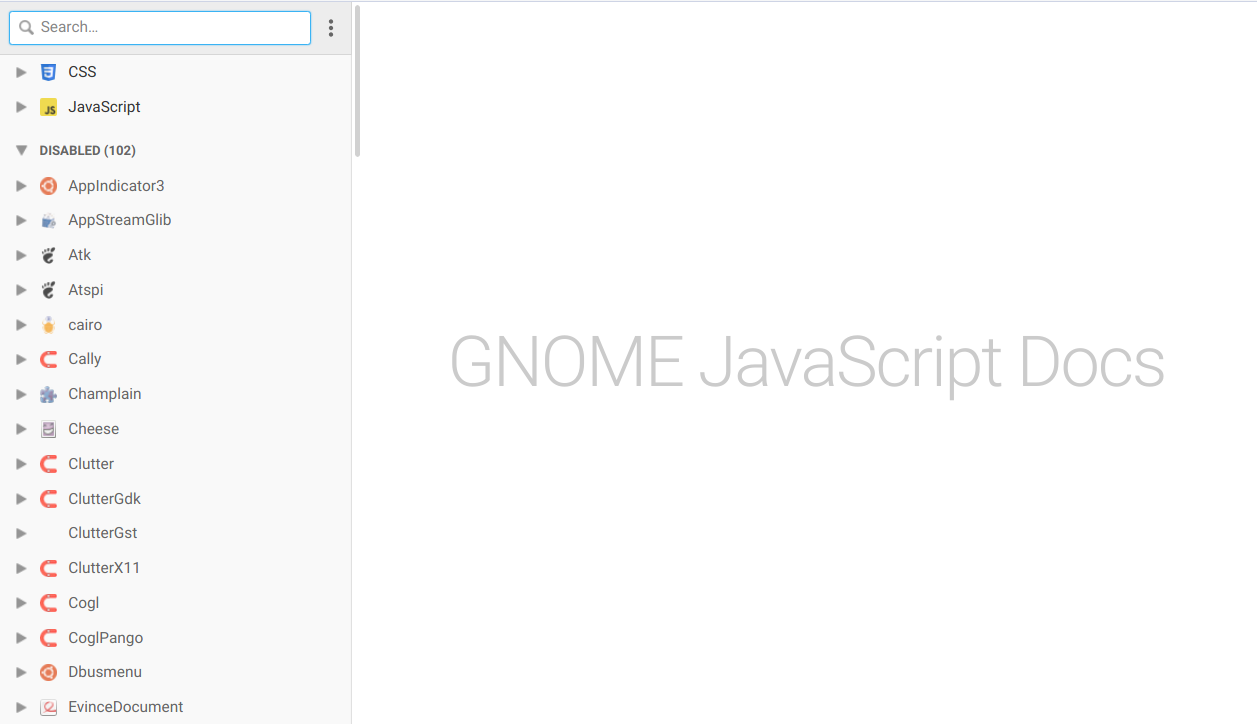 Search...
CSS
JavaScript
DISABLED (102)
AppIndicator3
AppStreamGlib
Atk
Atspi
cairo
Cally
Champlain
Cheese
Clutter
ClutterGdk
ClutterGst
ClutterX11
Cogl
CoglPango
Dbusmenu
EvinceDocument
GNOME JavaScript Docs